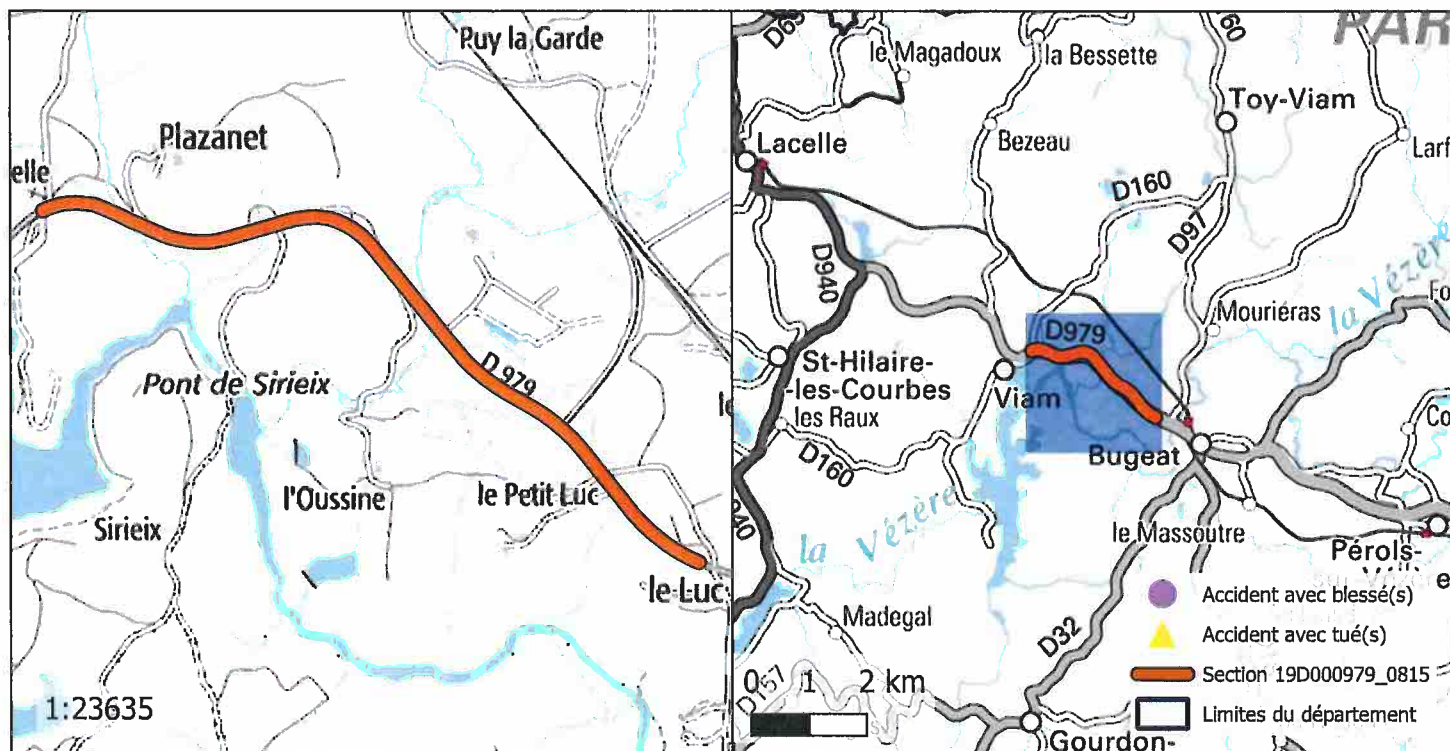 Puy la Garde
Plazanet
elle
D 979
Pont de Sirieix
l'Oussine
le Petit Luc
Sirieix
le Luc
1:23635
PAR
le Magadoux
la Bessette
Toy-Viam
Lacelle
Bezeau
Larf
D160
D97
D940
la Vézère
Mouriéras
D979
St-Hilaire-
-les-Courbes
les Raux
Viam
Bugeat
D160
la Vézère
le Massoutre
Pérols-
Madegal
D32
D157
Gourdon-
0 1 2 km
Accident avec blessé(s)
Accident avec tué(s)
Section 19D000979_0815
Limites du département